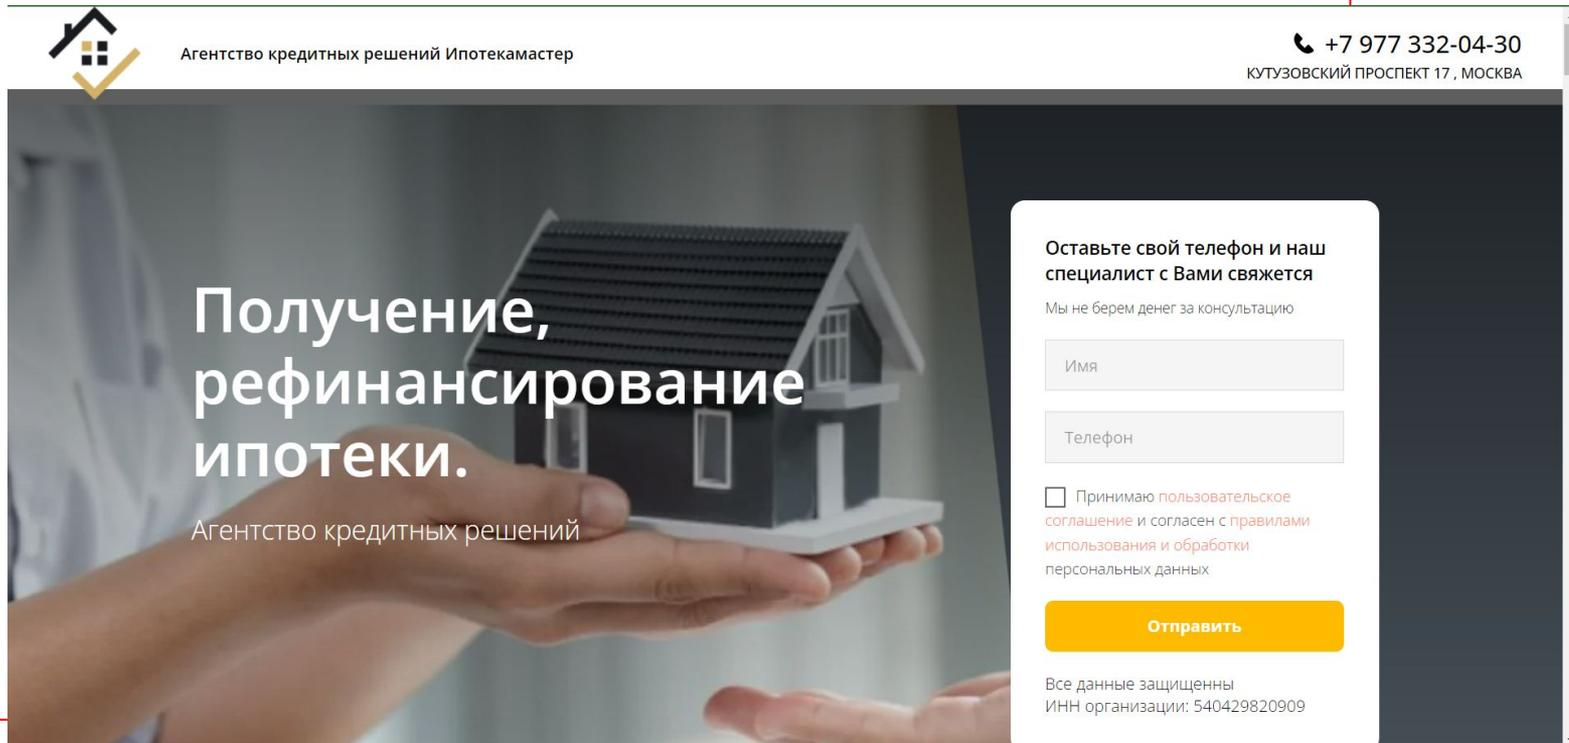 Агентство кредитных решений Ипотекамастер
+7 977 332-04-30
КУТУЗОВСКИЙ ПРОСПЕКТ 17 , МОСКВА
Получение,
рефинансирование
ипотеки.
Агентство кредитных решений
Оставьте свой телефон и наш
специалист с Вами свяжется
Мы не берем денег за консультацию
Имя
Телефон
Принимаю пользовательское
соглашение и согласен с правилами
использования и обработки
персональных данных
Отправить
Все данные защищенны
ИНН организации: 540429820909